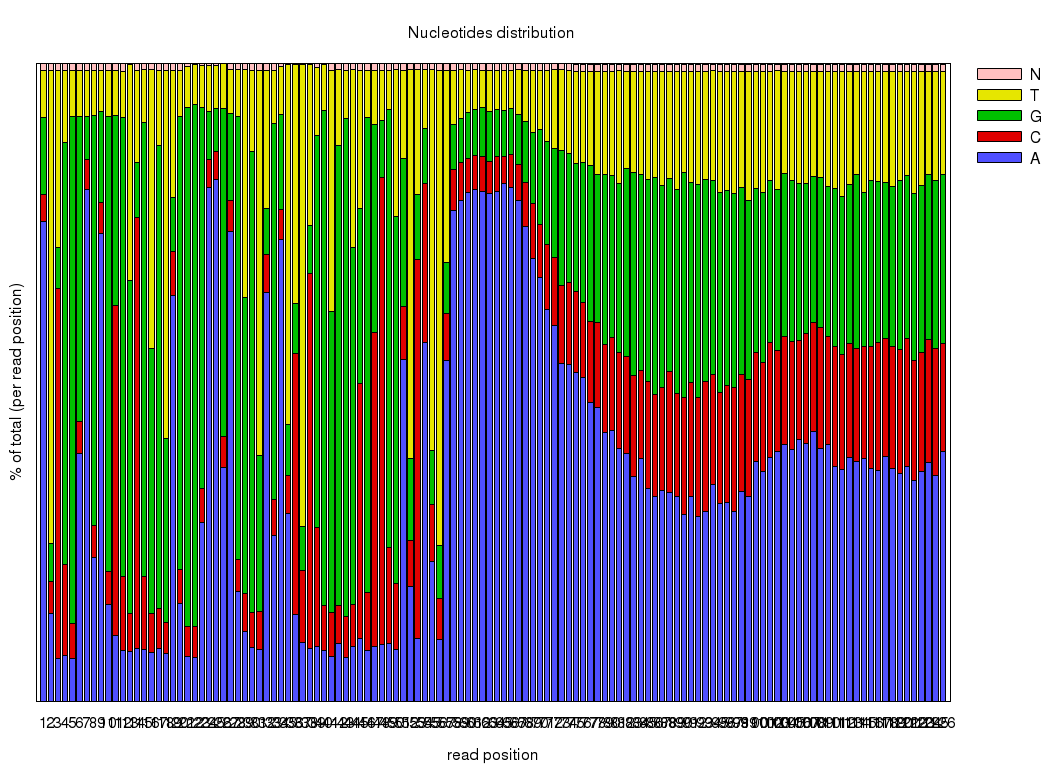 Nucleotides distribution
N
T
G
C
A
% of total (per read position)
read position